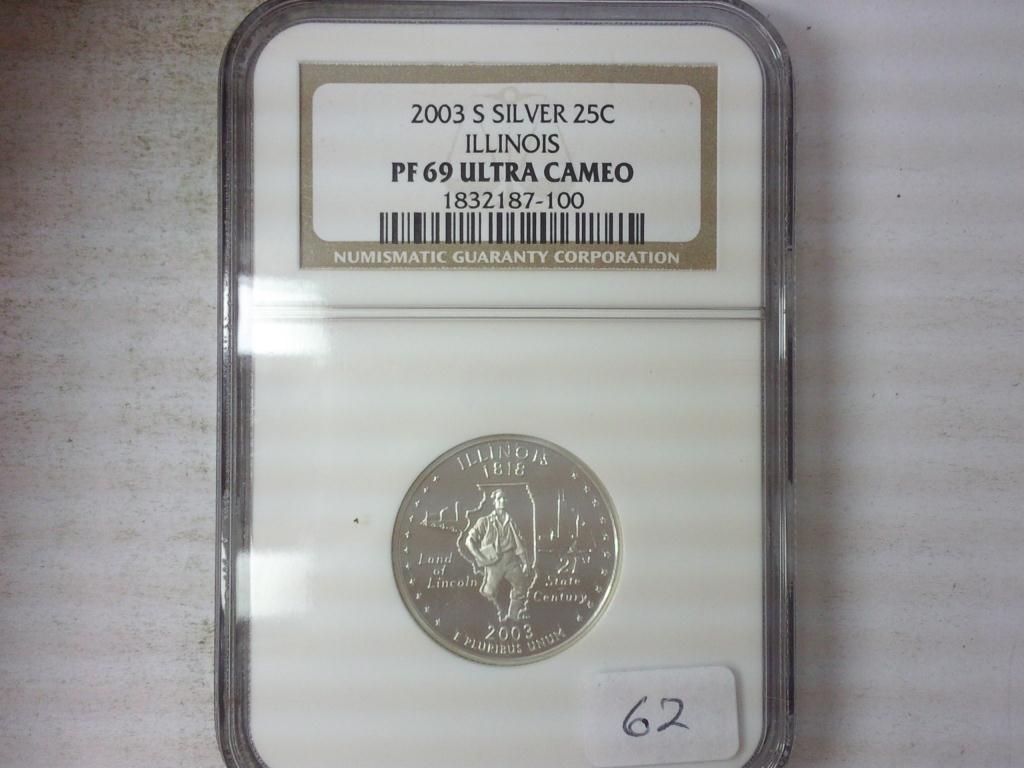 2003 S SILVER 25C
ILLINOIS
PF 69 ULTRA CAMEO
1832187-100
NUMISMATIC GUARANTY CORPORATION
ILLINOIS
1818
Land
of
Lincoln
21st
State
Century
2003
E PLURIBUS UNUM
62